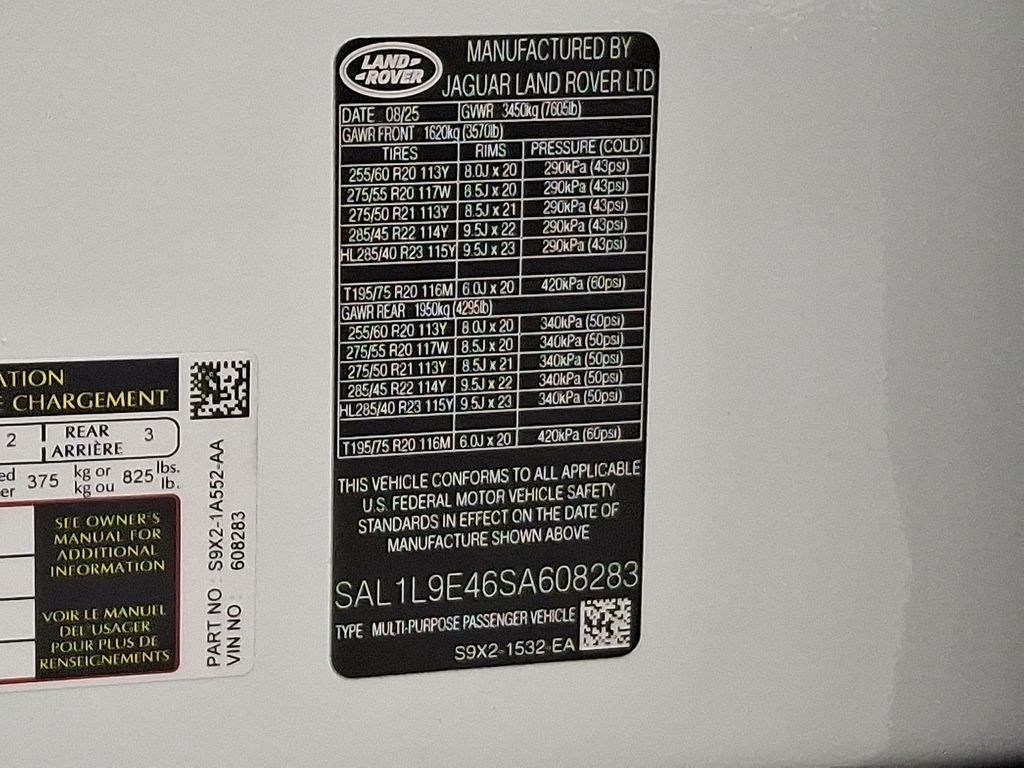 LAND-
-ROVER
MANUFACTURED BY
JAGUAR LAND ROVER LTD
DATE 08/25 GVWR 3450kg (7605lb)
GAWR FRONT 1620kg (3570lb)
TIRES RIMS PRESSURE (COLD)
255/60 R20 113Y 8.0J x 20 290kPa (43psi)
275/55 R20 117W 8.5J x 20 290kPa (43psi)
275/50 R21 113Y 8.5J x 21 290kPa (43psi)
285/45 R22 114Y 9.5J x 22 290kPa (43psi)
HL285/40 R23 115Y 9.5J x 23 290kPa (43psi)
T195/75 R20 116M 6.0J x 20 420kPa (60psi)
GAWR REAR 1950kg (4295lb)
255/60 R20 113Y 8.0J x 20 340kPa (50psi)
275/55 R20 117W 8.5J x 20 340kPa (50psi)
275/50 R21 113Y 8.5J x 21 340kPa (50psi)
285/45 R22 114Y 9.5J x 22 340kPa (50psi)
HL285/40 R23 115Y 9.5J x 23 340kPa (50psi)
T195/75 R20 116M 6.0J x 20 420kPa (60psi)
THIS VEHICLE CONFORMS TO ALL APPLICABLE
U.S. FEDERAL MOTOR VEHICLE SAFETY
STANDARDS IN EFFECT ON THE DATE OF
MANUFACTURE SHOWN ABOVE
SAL1L9E46SA608283
TYPE MULTI-PURPOSE PASSENGER VEHICLE
S9X2-1532-EA
ATION
E CHARGEMENT
2 REAR 3
ARRIÈRE
ed 375 kg or 825 lbs.
er kg ou lb.
SEE OWNER'S
MANUAL FOR
ADDITIONAL
INFORMATION
VOIR LE MANUEL
DE L'USAGER
POUR PLUS DE
RENSEIGNEMENTS
PART NO : S9X2-1A552-AA
VIN NO : 608283